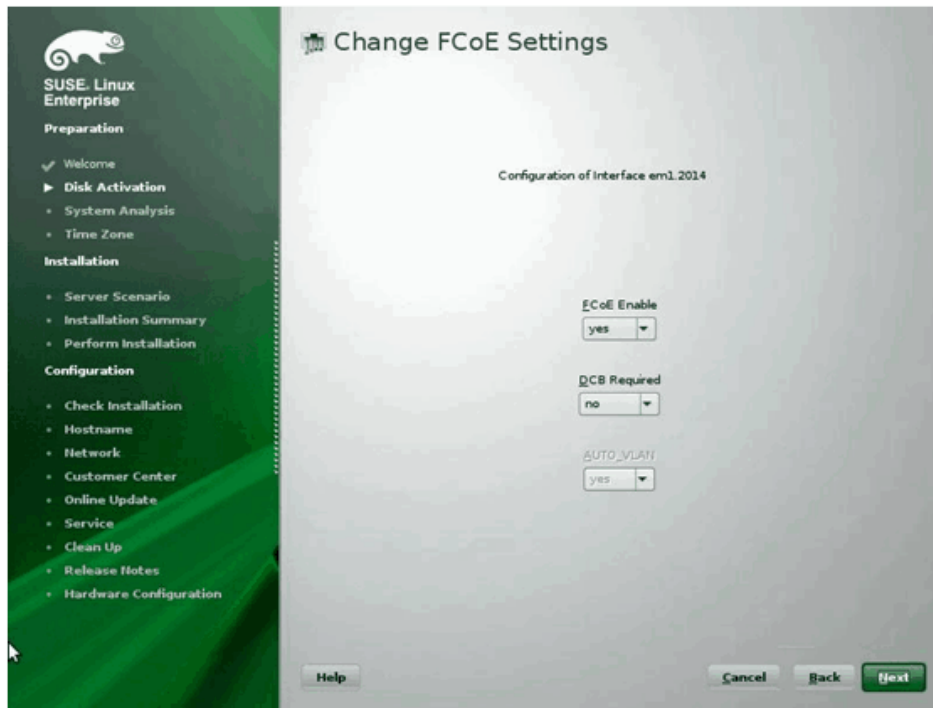 SUSE. Linux
Enterprise
Preparation
Welcome
Disk Activation
System Analysis
Time Zone
Installation
Server Scenario
Installation Summary
Perform Installation
Configuration
Check Installation
Hostname
Network
Customer Center
Online Update
Service
Clean Up
Release Notes
Hardware Configuration
Change FCoE Settings
Configuration of Interface em1.2014
FCoE Enable
yes
DCB Required
no
AUTO_VLAN
yes
Help
Cancel
Back
Next